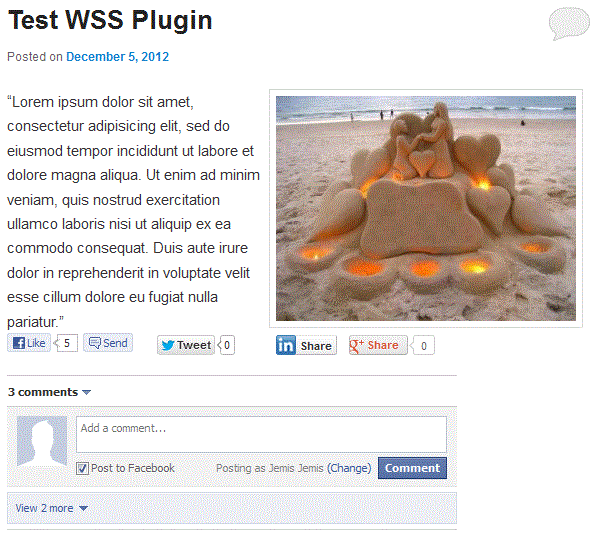 Test WSS Plugin
Posted on December 5, 2012
“Lorem ipsum dolor sit amet,
consectetur adipisicing elit, sed do
eiusmod tempor incididunt ut labore et
dolore magna aliqua. Ut enim ad minim
veniam, quis nostrud exercitation
ullamco laboris nisi ut aliquip ex ea
commodo consequat. Duis aute irure
dolor in reprehenderit in voluptate velit
esse cillum dolore eu fugiat nulla
pariatur.”
Like 5 Send Tweet 0 in Share g+ Share 0
3 comments
Add a comment...
Post to Facebook Posting as Jemis Jemis (Change) Comment
View 2 more